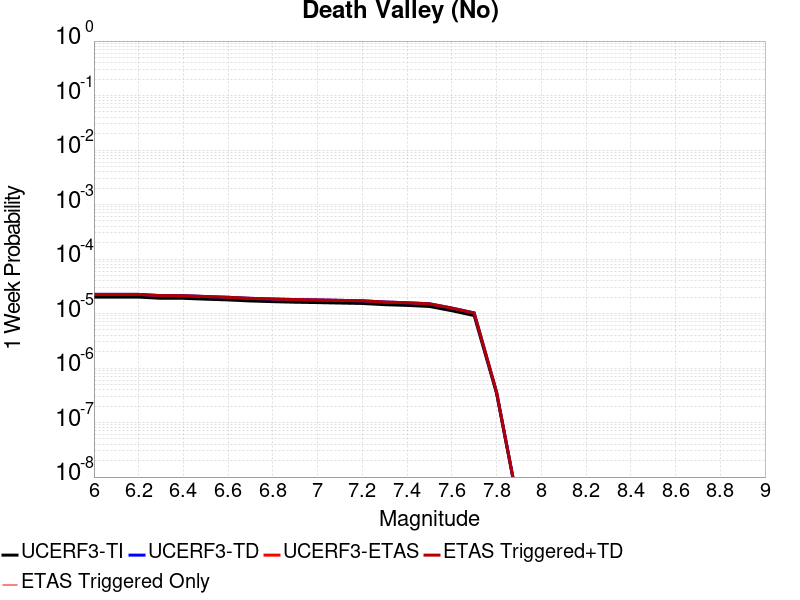 Death Valley (No)
10^0
10^-1
10^-2
10^-3
10^-4
10^-5
10^-6
10^-7
10^-8
1 Week Probability
6 6.2 6.4 6.6 6.8 7 7.2 7.4 7.6 7.8 8 8.2 8.4 8.6 8.8 9
Magnitude
UCERF3-TI UCERF3-TD UCERF3-ETAS ETAS Triggered+TD
ETAS Triggered Only